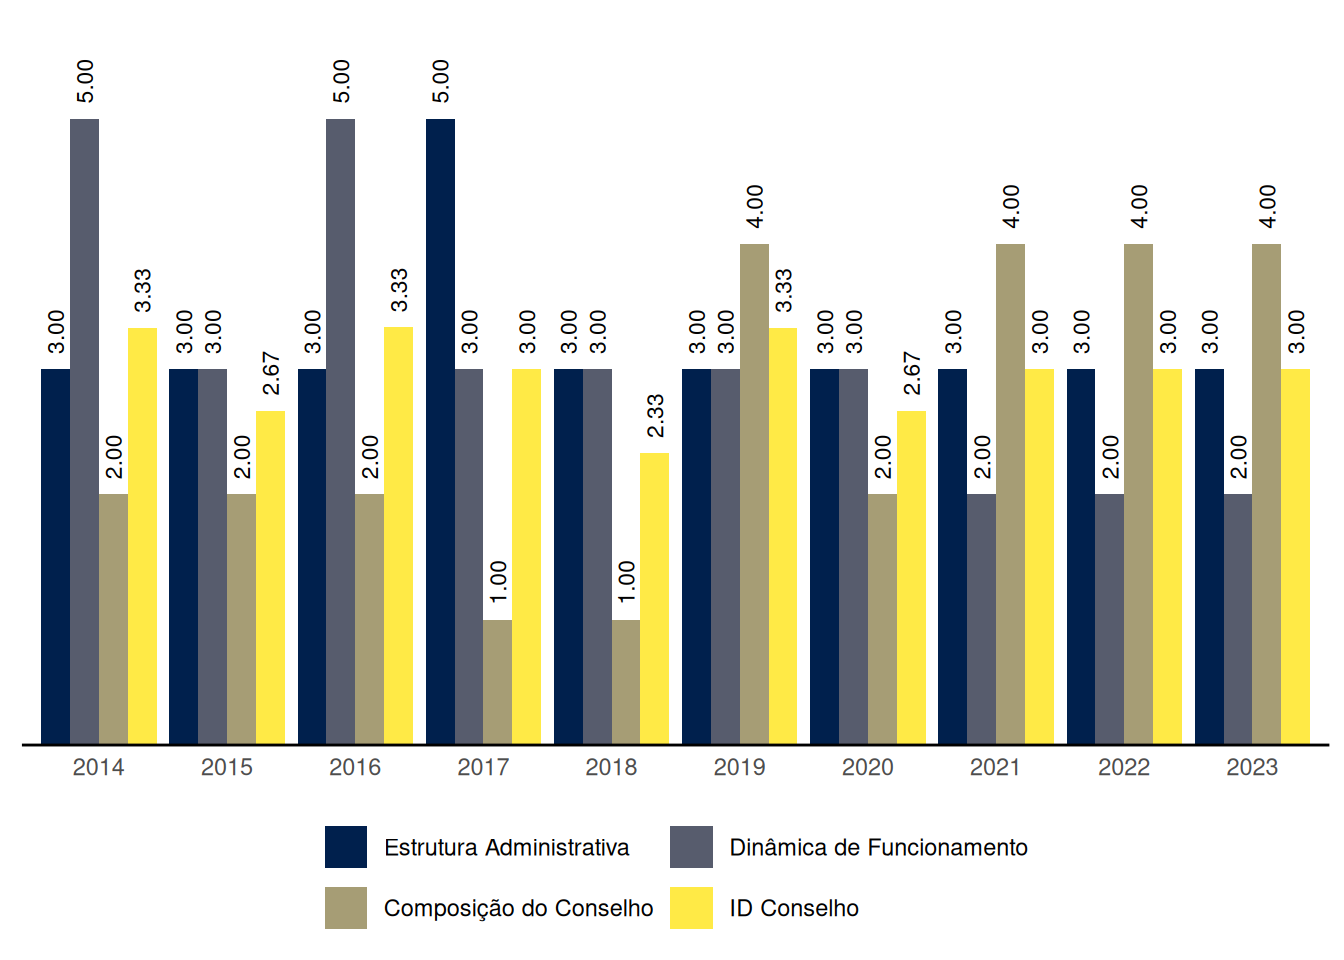 5.00 5.00 5.00
4.00 4.00 4.00 4.00
3.00 3.33 3.00 3.00 2.67 3.00 3.33 3.00 3.00 3.00 3.00 2.33 3.00 3.00 3.33 3.00 3.00 2.67 3.00 3.00 3.00 3.00 3.00 3.00
2.00 2.00 2.00 2.00 2.00 2.00 2.00
1.00 1.00
2014 2015 2016 2017 2018 2019 2020 2021 2022 2023
Estrutura Administrativa Dinâmica de Funcionamento
Composição do Conselho ID Conselho